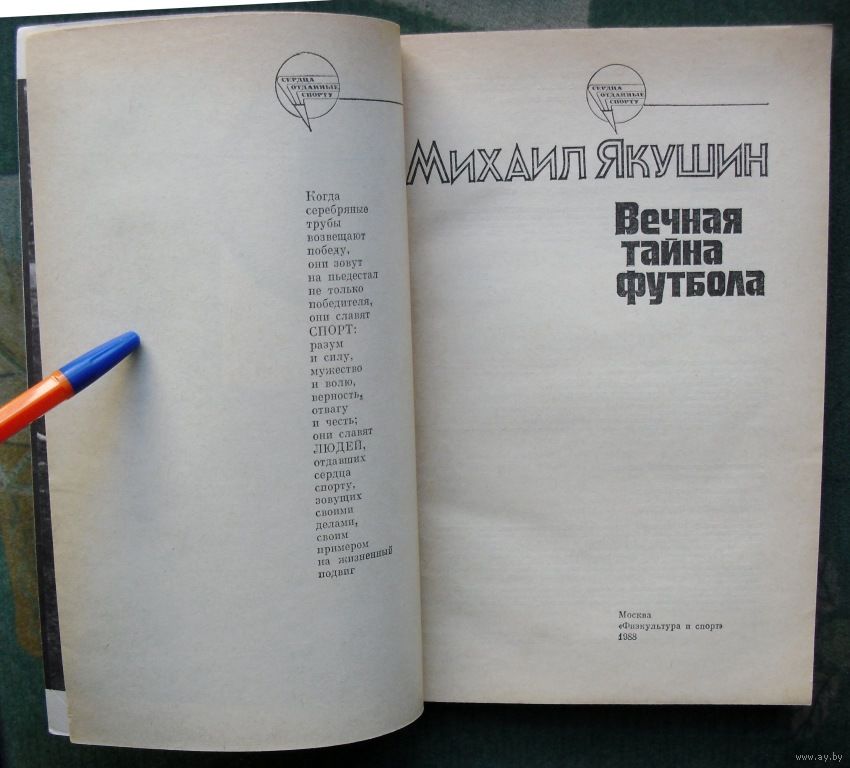 СЕРДЦА
ОТДАННЫЕ
СПОРТУ
Когда
серебряные
трубы
возвещают
победу,
они зовут
на пьедестал
не только
победителя,
они славят
СПОРТ:
разум
и силу,
мужество
и волю,
верность,
отвагу
и честь;
они славят
ЛЮДЕЙ,
отдавших
сердца
спорту,
зовущих
своими
делами,
своим
примером
на жизненный
подвиг
СЕРДЦА
ОТДАННЫЕ
СПОРТУ
МИХАИЛ ЯКУШИН
Вечная
тайна
футбола
Москва
«Физкультура и спорт»
1988
www.ay.by